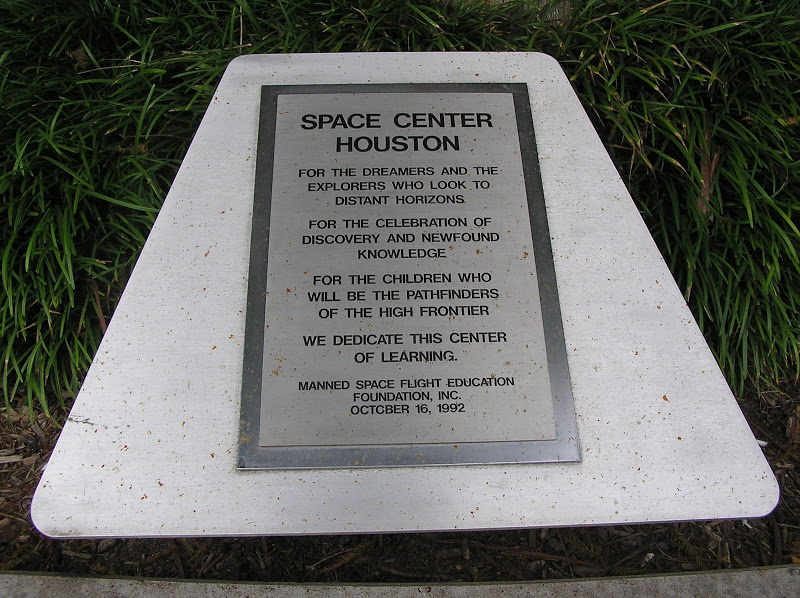 SPACE CENTER
HOUSTON
FOR THE DREAMERS AND THE
EXPLORERS WHO LOOK TO
DISTANT HORIZONS.
FOR THE CELEBRATION OF
DISCOVERY AND NEWFOUND
KNOWLEDGE
FOR THE CHILDREN WHO
WILL BE THE PATHFINDERS
OF THE HIGH FRONTIER
WE DEDICATE THIS CENTER
OF LEARNING.
MANNED SPACE FLIGHT EDUCATION
FOUNDATION, INC.
OCTOBER 16, 1992